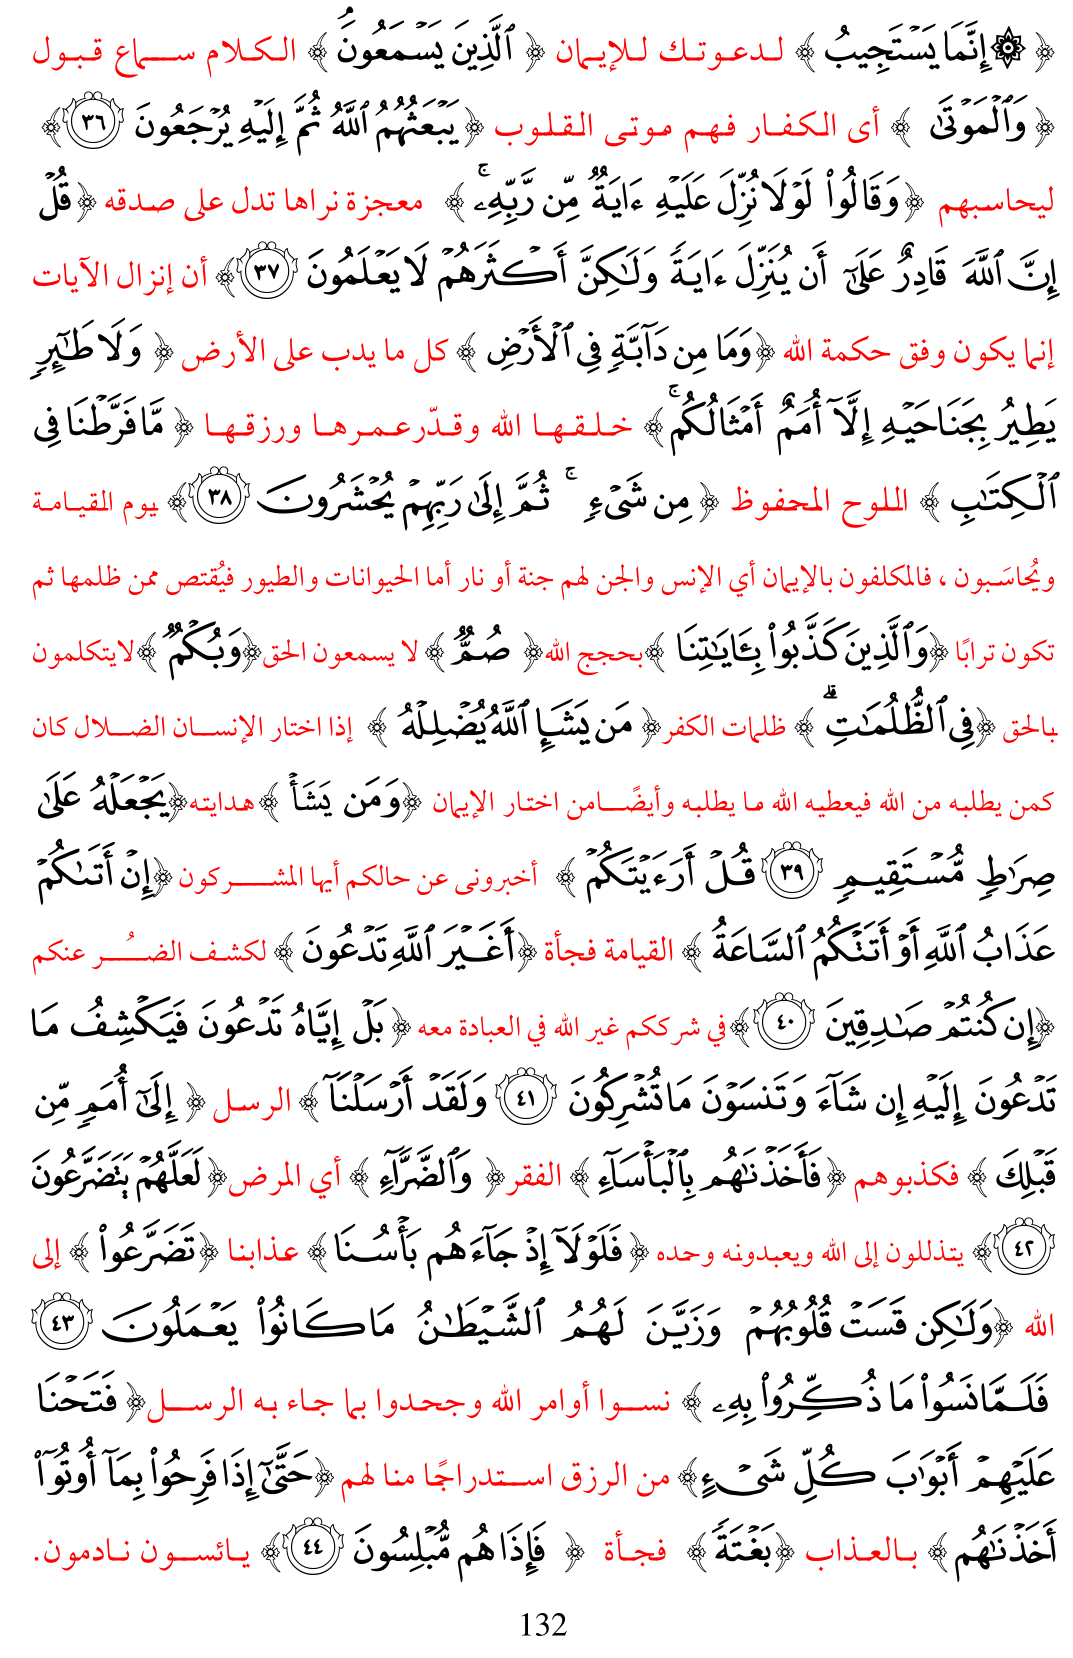 ﴿ ۞ إِنَّمَا يَسۡتَجِيبُ ﴾ لدعوتك للإيمان ﴿ ٱلَّذِينَ يَسۡمَعُونَۘ ﴾ الكلام سماع قبول
﴿ وَٱلۡمَوۡتَىٰ ﴾ أى الكفار فهم موتى القلوب ﴿ يَبۡعَثُهُمُ ٱللَّهُ ثُمَّ إِلَيۡهِ يُرۡجَعُونَ ٣٦ ﴾
ليحاسبهم ﴿ وَقَالُواْ لَوۡلَا نُزِّلَ عَلَيۡهِ ءَايَةٞ مِّن رَّبِّهِۦۚ ﴾ معجزة نراها تدل على صدقه ﴿ قُلۡ
إِنَّ ٱللَّهَ قَادِرٌ عَلَىٰٓ أَن يُنَزِّلَ ءَايَةٗ وَلَٰكِنَّ أَكۡثَرَهُمۡ لَا يَعۡلَمُونَ ٣٧ ﴾ أن إنزال الآيات
إنما يكون وفق حكمة الله ﴿ وَمَا مِن دَآبَّةٖ فِي ٱلۡأَرۡضِ ﴾ كل ما يدب على الأرض ﴿ وَلَا طَٰٓئِرٖ
يَطِيرُ بِجَنَاحَيۡهِ إِلَّآ أُمَمٌ أَمۡثَالُكُمۚ ﴾ خلقها الله وقدّر عمرها ورزقها ﴿ مَّا فَرَّطۡنَا فِي
ٱلۡكِتَٰبِ ﴾ اللوح المحفوظ ﴿ مِن شَيۡءٖۚ ثُمَّ إِلَىٰ رَبِّهِمۡ يُحۡشَرُونَ ٣٨ ﴾ يوم القيامة
ويُحاسَبون ، فالمكلفون بالإيمان أي الإنس والجن لهم جنة أو نار أما الحيوانات والطيور فيُقتص ممن ظلمها ثم
تكون ترابًا ﴿ وَٱلَّذِينَ كَذَّبُواْ بِـَٔايَٰتِنَا ﴾ بحجج الله ﴿ صُمّٞ ﴾ لا يسمعون الحق ﴿ وَبُكۡمٞ ﴾ لايتكلمون
بالحق ﴿ فِي ٱلظُّلُمَٰتِۗ ﴾ ظلمات الكفر ﴿ مَن يَشَإِ ٱللَّهُ يُضۡلِلۡهُ ﴾ إذا اختار الإنسان الضلال كان
كمن يطلبه من الله فيعطيه الله ما يطلبه وأيضًا من اختار الإيمان ﴿ وَمَن يَشَأۡ ﴾ هدايته ﴿ يَجۡعَلۡهُ عَلَىٰ
صِرَٰطٖ مُّسۡتَقِيمٖ ٣٩ قُلۡ أَرَءَيۡتَكُمۡ ﴾ أخبرونى عن حالكم أيها المشركون ﴿ إِنۡ أَتَىٰكُمۡ
عَذَابُ ٱللَّهِ أَوۡ أَتَتۡكُمُ ٱلسَّاعَةُ ﴾ القيامة فجأة ﴿ أَغَيۡرَ ٱللَّهِ تَدۡعُونَ ﴾ لكشف الضُر عنكم
﴿ إِن كُنتُمۡ صَٰدِقِينَ ٤٠ ﴾ في شرككم غير الله في العبادة معه ﴿ بَلۡ إِيَّاهُ تَدۡعُونَ فَيَكۡشِفُ مَا
تَدۡعُونَ إِلَيۡهِ إِن شَآءَ وَتَنسَوۡنَ مَا تُشۡرِكُونَ ٤١ وَلَقَدۡ أَرۡسَلۡنَآ ﴾ الرسل ﴿ إِلَىٰٓ أُمَمٖ مِّن
قَبۡلِكَ ﴾ فكذبوهم ﴿ فَأَخَذۡنَٰهُم بِٱلۡبَأۡسَآءِ ﴾ الفقر ﴿ وَٱلضَّرَّآءِ ﴾ أي المرض ﴿ لَعَلَّهُمۡ يَتَضَرَّعُونَ
٤٢ ﴾ يتذللون إلى الله ويعبدونه وحده ﴿ فَلَوۡلَآ إِذۡ جَآءَهُم بَأۡسُنَا ﴾ عذابنا ﴿ تَضَرَّعُواْ ﴾ إلى
الله ﴿ وَلَٰكِن قَسَتۡ قُلُوبُهُمۡ وَزَيَّنَ لَهُمُ ٱلشَّيۡطَٰنُ مَا كَانُواْ يَعۡمَلُونَ ٤٣
فَلَمَّا نَسُواْ مَا ذُكِّرُواْ بِهِۦ ﴾ نسوا أوامر الله وجحدوا بما جاء به الرسل ﴿ فَتَحۡنَا
عَلَيۡهِمۡ أَبۡوَٰبَ كُلِّ شَيۡءٍ ﴾ من الرزق استدراجًا منا لهم ﴿ حَتَّىٰٓ إِذَا فَرِحُواْ بِمَآ أُوتُوٓاْ
أَخَذۡنَٰهُم ﴾ بالعذاب ﴿ بَغۡتَةٗ ﴾ فجأة ﴿ فَإِذَا هُم مُّبۡلِسُونَ ٤٤ ﴾ يائسون نادمون.
132